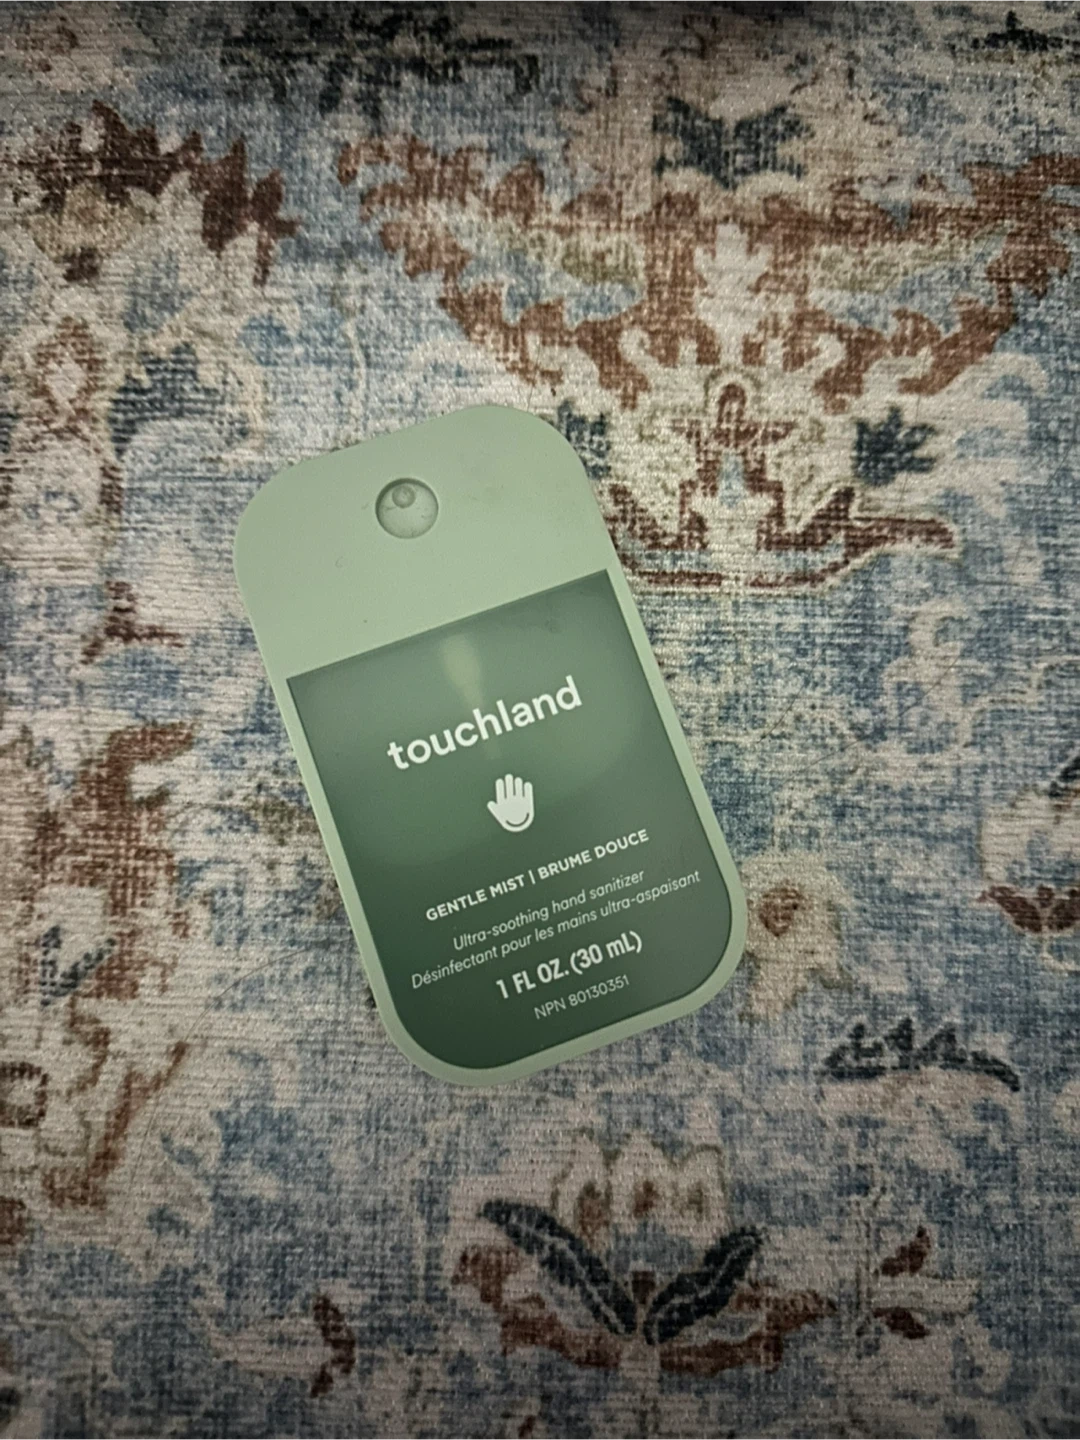 touchland
GENTLE MIST | BRUME DOUCE
Ultra-soothing hand sanitizer
Désinfectant pour les mains ultra-aspaisant
1 FL OZ. (30 mL)
NPN 80130351